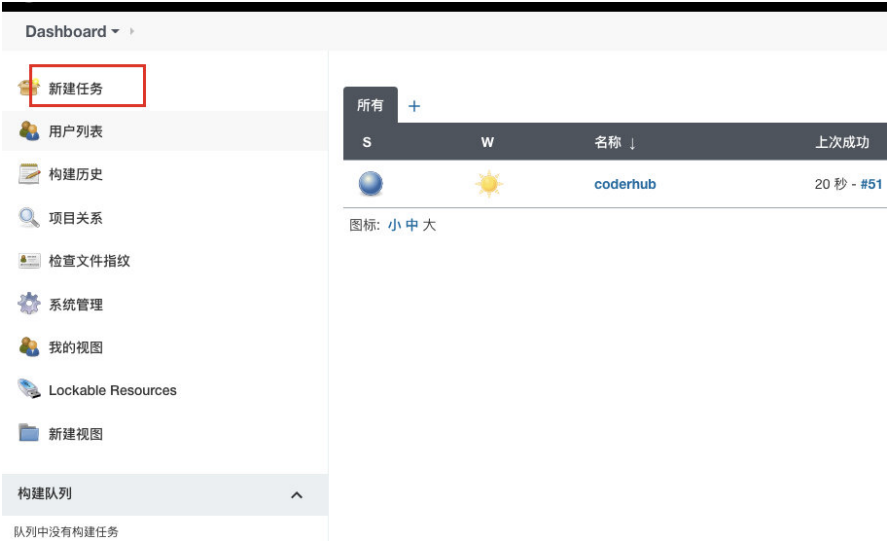 Dashboard
新建任务
用户列表
构建历史
项目关系
检查文件指纹
系统管理
我的视图
Lockable Resources
新建视图
构建队列
队列中没有构建任务
所有 +
S W 名称 ↓ 上次成功
coderhub 20 秒 - #51
图标: 小 中 大